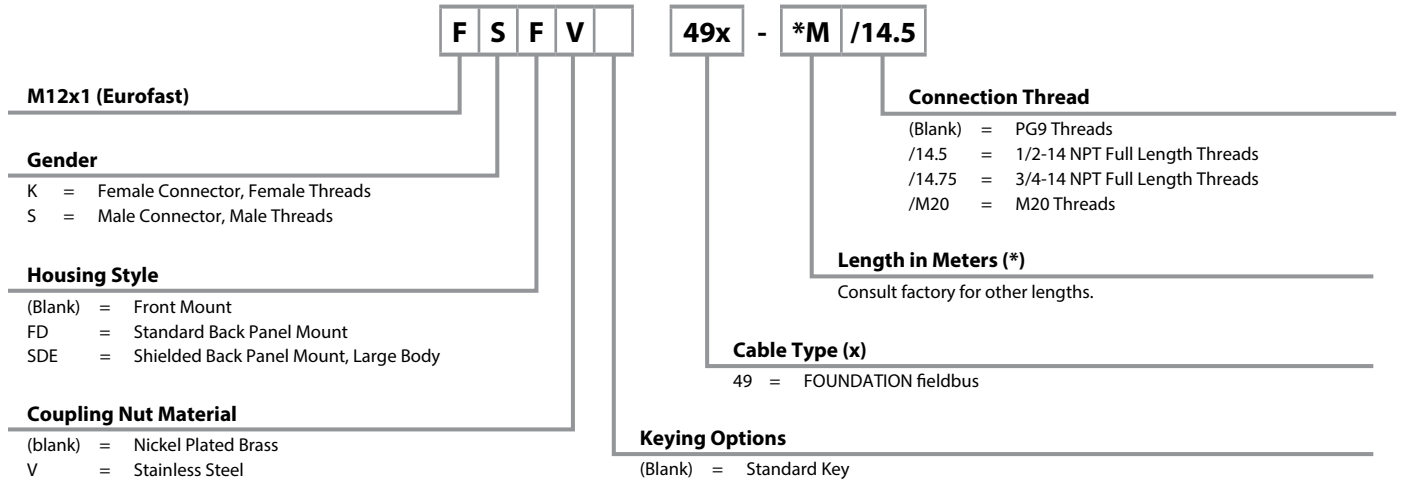 F S F V 49x - *M /14.5
M12x1 (Eurofast)
Gender
K = Female Connector, Female Threads
S = Male Connector, Male Threads
Housing Style
(Blank) = Front Mount
FD = Standard Back Panel Mount
SDE = Shielded Back Panel Mount, Large Body
Coupling Nut Material
(blank) = Nickel Plated Brass
V = Stainless Steel
Connection Thread
(Blank) = PG9 Threads
/14.5 = 1/2-14 NPT Full Length Threads
/14.75 = 3/4-14 NPT Full Length Threads
/M20 = M20 Threads
Length in Meters (*)
Consult factory for other lengths.
Cable Type (x)
49 = FOUNDATION fieldbus
Keying Options
(Blank) = Standard Key